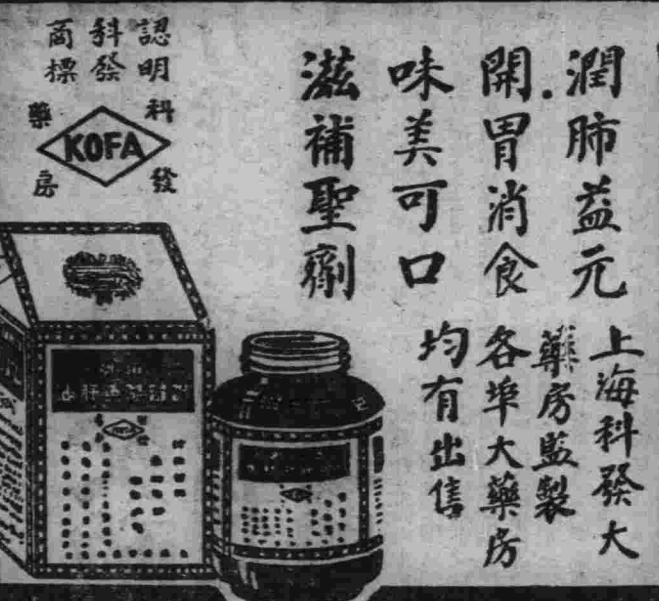 潤肺益元
開胃消食
味美可口
滋補聖劑
上海科發大
藥房監製
各埠大藥房
均有出售
認明
科發
商標
科發
藥房
KOFA